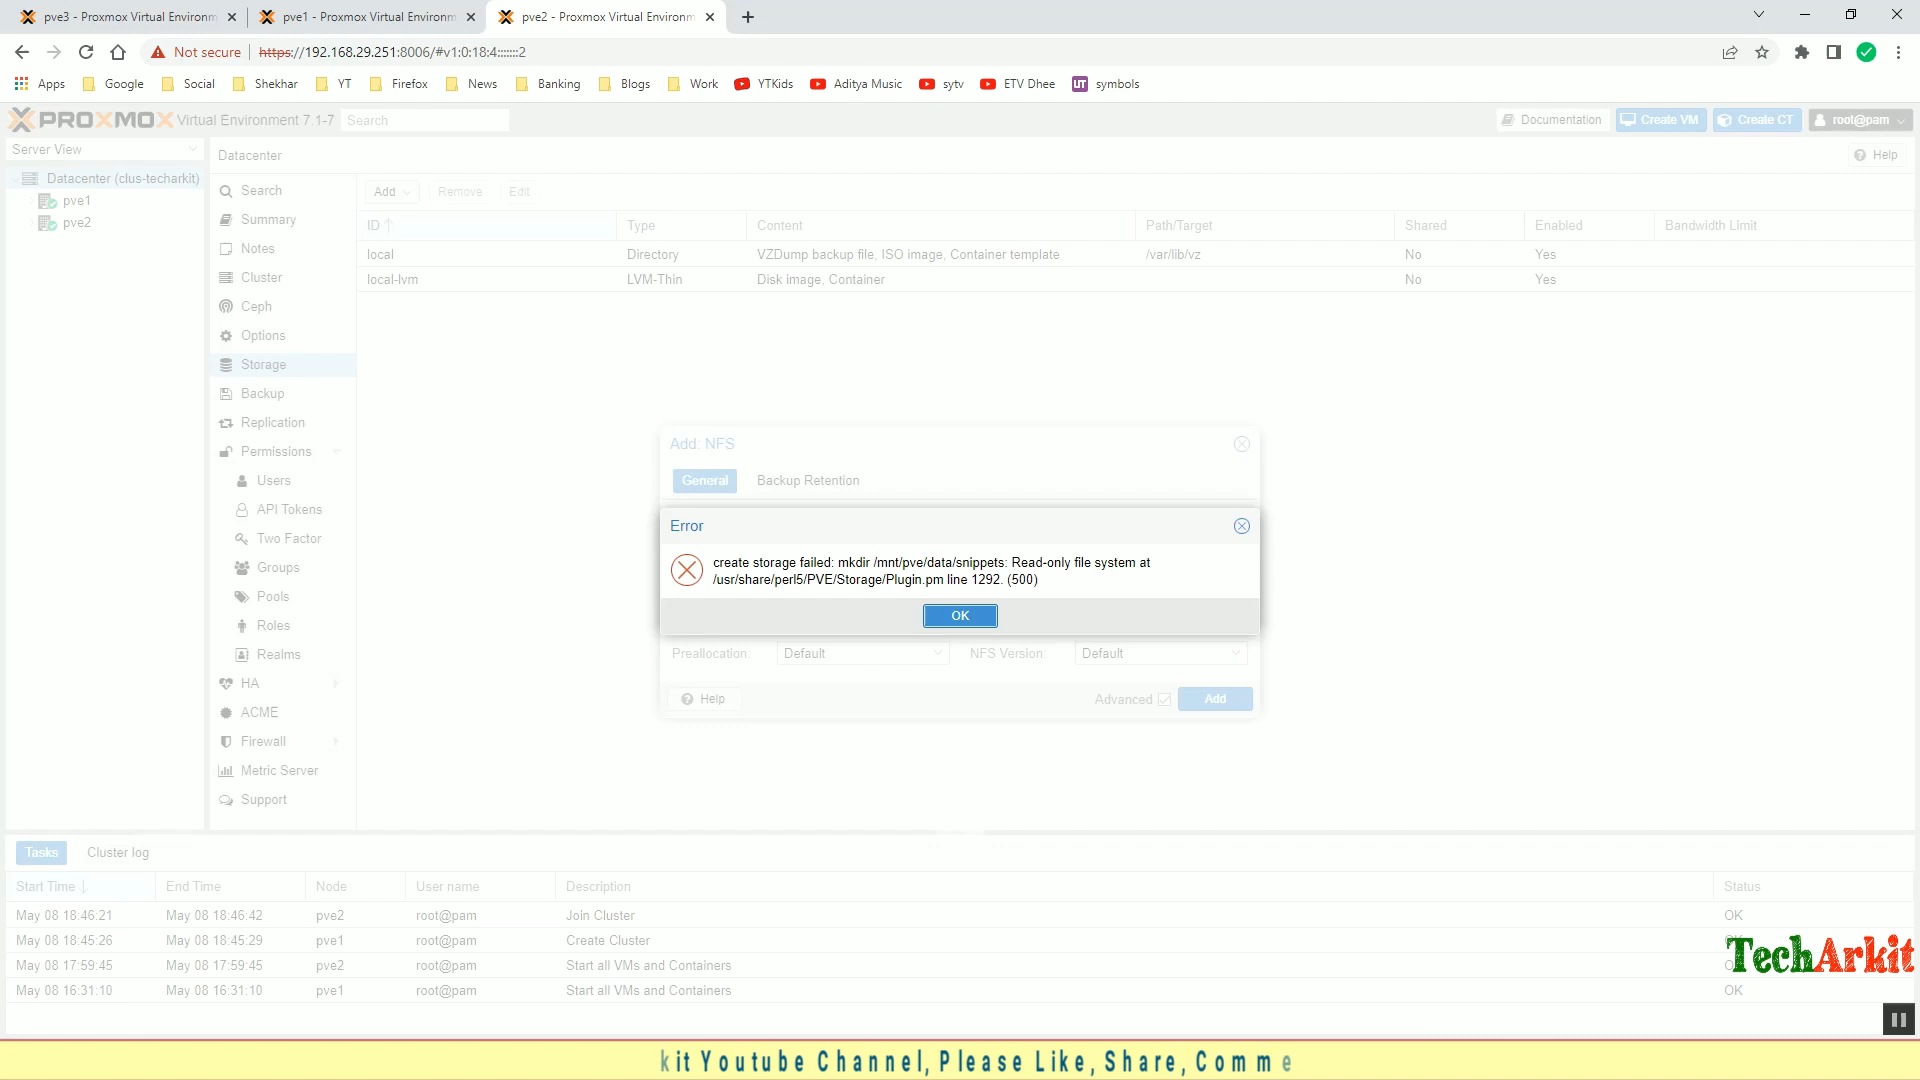 pve3 - Proxmox Virtual Environm
pve1 - Proxmox Virtual Environm
pve2 - Proxmox Virtual Environm
Not secure
https://192.168.29.251:8006/#v1:0:18:4:::::::2
Apps
Google
Social
Shekhar
YT
Firefox
News
Banking
Blogs
Work
YTKids
Aditya Music
sytv
ETV Dhee
UT
symbols
PROXMOX Virtual Environment 7.1-7
Search
Documentation
Create VM
Create CT
root@pam
Server View
Datacenter
Help
Datacenter (clus-techarkit)
pve1
pve2
Search
Summary
Notes
Cluster
Ceph
Options
Storage
Backup
Replication
Permissions
Users
API Tokens
Two Factor
Groups
Pools
Roles
Realms
HA
ACME
Firewall
Metric Server
Support
Add Remove Edit
ID Type Content Path/Target Shared Enabled Bandwidth Limit
local Directory VZDump backup file, ISO image, Container template /var/lib/vz No Yes
local-lvm LVM-Thin Disk image, Container No Yes
Add: NFS
General Backup Retention
Error
create storage failed: mkdir /mnt/pve/data/snippets: Read-only file system at
/usr/share/perl5/PVE/Storage/Plugin.pm line 1292. (500)
OK
Preallocation: Default NFS Version: Default
Help Advanced Add
Tasks Cluster log
Start Time End Time Node User name Description Status
May 08 18:46:21 May 08 18:46:42 pve2 root@pam Join Cluster OK
May 08 18:45:26 May 08 18:45:29 pve1 root@pam Create Cluster
May 08 17:59:45 May 08 17:59:45 pve2 root@pam Start all VMs and Containers
May 08 16:31:10 May 08 16:31:10 pve1 root@pam Start all VMs and Containers OK
TechArkit
kit Youtube Channel, Please Like, Share, Comme